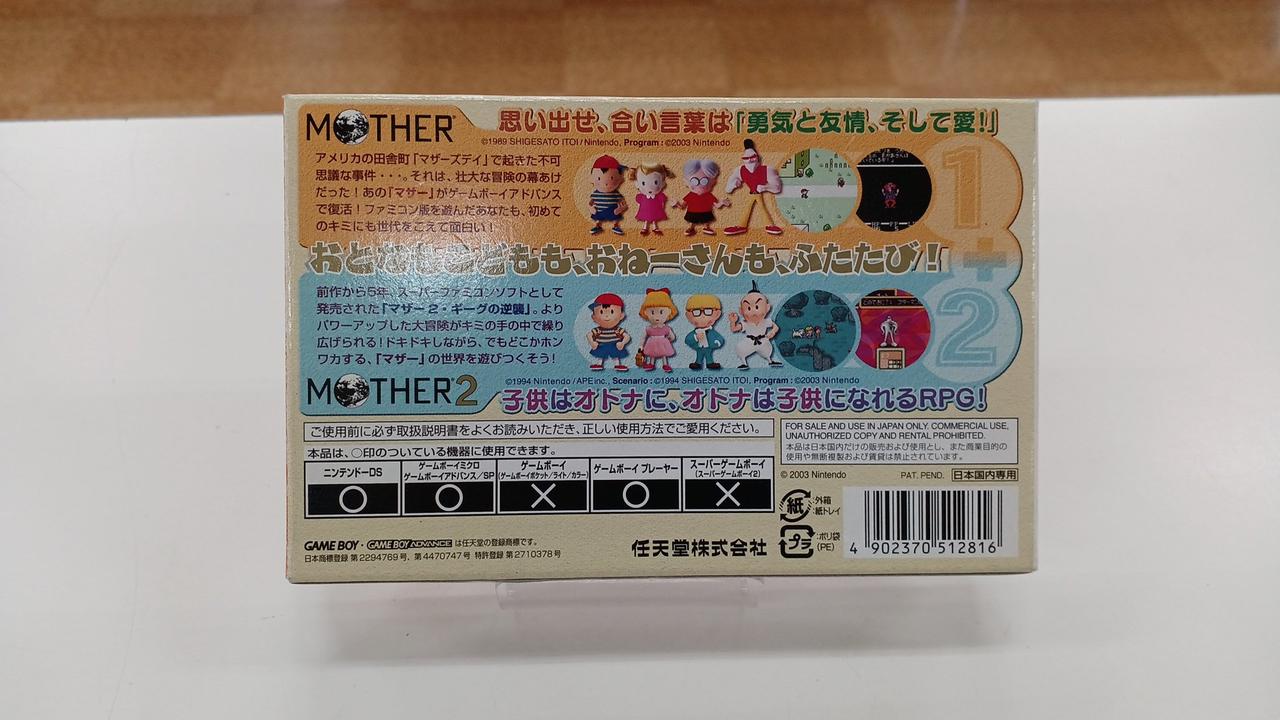 MOTHER
思い出せ、合い言葉は「勇気と友情、そして愛！」
©1989 SHIGESATO ITOI / Nintendo, Program : ©2003 Nintendo
アメリカの田舎町「マザーズデイ」で起きた不可
思議な事件・・・。それは、壮大な冒険の幕あけ
だった！あの『マザー』がゲームボーイアドバンス
で復活！ファミコン版を遊んだあなたも、初めて
のキミにも世代をこえて面白い！
1+2
おとなもこどもも、おねーさんも、ふたたび！
前作から5年、スーパーファミコンソフトとして
発売された『マザー2 ギーグの逆襲』。より
パワーアップした大冒険がキミの手の中で繰り
広げられる！ドキドキしながら、でもどこかホン
ワカする、『マザー』の世界を遊びつくそう！
MOTHER 2
©1994 Nintendo / APE inc., Scenario : ©1994 SHIGESATO ITOI, Program : ©2003 Nintendo
子供はオトナに、オトナは子供になれるRPG！
ご使用前に必ず取扱説明書をよくお読みいただき、正しい使用方法でご愛用ください。
本品は、○印のついている機器に使用できます。
ニンテンドーDS
○
ゲームボーイミクロ
ゲームボーイアドバンス/SP
○
ゲームボーイ
(ゲームボーイポケット/ライト/カラー)
×
ゲームボーイプレーヤー
○
スーパーゲームボーイ
(スーパーゲームボーイ2)
×
FOR SALE AND USE IN JAPAN ONLY. COMMERCIAL USE,
UNAUTHORIZED COPY AND RENTAL PROHIBITED.
本品は日本国内だけの販売および使用とし、また商業目的の
使用や無断複製および賃貸は禁止されています。
© 2003 Nintendo
PAT. PEND.
日本国内専用
紙
:外箱
:紙トレイ
プラ
:ポリ袋
(PE)
4 902370 512816
GAME BOY・GAME BOY ADVANCE は任天堂の登録商標です。
日本商標登録 第2294769号、第4470747号 特許登録 第2710378号
任天堂株式会社